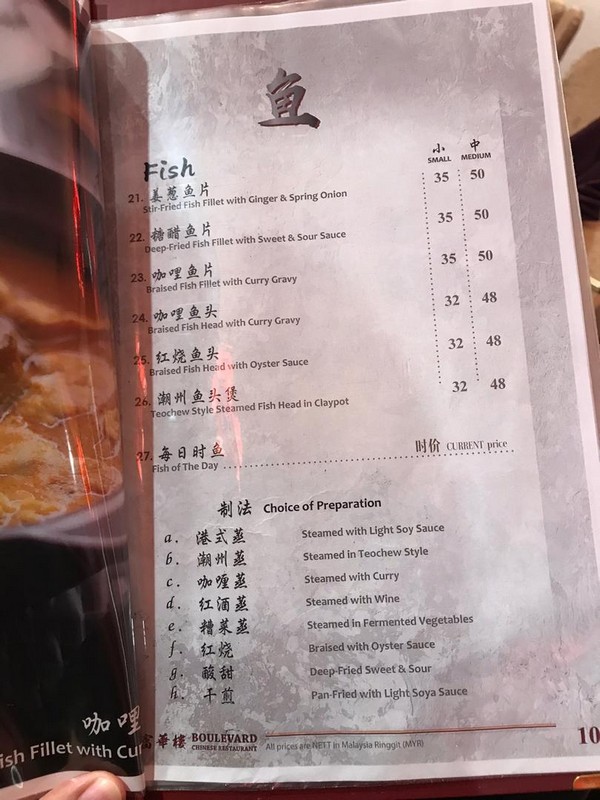 鱼
Fish
小 中
SMALL MEDIUM
21. 姜葱鱼片 35 50
Stir-Fried Fish Fillet with Ginger & Spring Onion
22. 糖醋鱼片 35 50
Deep-Fried Fish Fillet with Sweet & Sour Sauce
23. 咖哩鱼片 35 50
Braised Fish Fillet with Curry Gravy
24. 咖哩鱼头 32 48
Braised Fish Head with Curry Gravy
25. 红烧鱼头 32 48
Braised Fish Head with Oyster Sauce
26. 潮州鱼头煲 32 48
Teochew Style Steamed Fish Head in Claypot
27. 每日时鱼 时价 CURRENT price
Fish of The Day
制法 Choice of Preparation
a. 港式蒸 Steamed with Light Soy Sauce
b. 潮州蒸 Steamed in Teochew Style
c. 咖喱蒸 Steamed with Curry
d. 红酒蒸 Steamed with Wine
e. 糟菜蒸 Steamed in Fermented Vegetables
f. 红烧 Braised with Oyster Sauce
g. 酸甜 Deep-Fried Sweet & Sour
h. 干煎 Pan-Fried with Light Soya Sauce
富華楼 BOULEVARD
CHINESE RESTAURANT
All prices are NETT in Malaysia Ringgit (MYR)
10
咖哩
ish Fillet with Cur